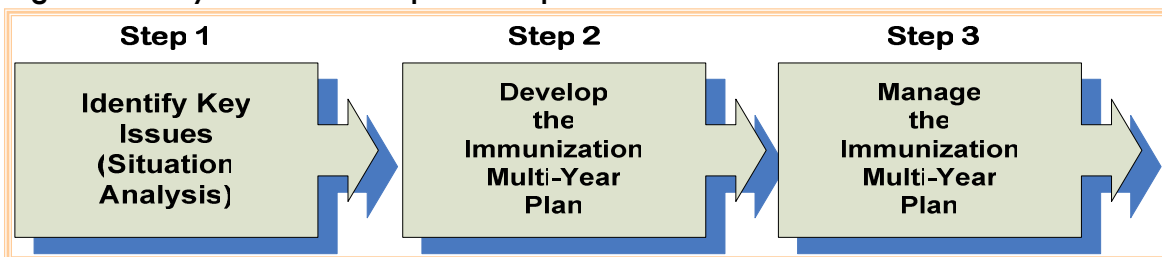 Step 1
Step 2
Step 3
Identify Key
Issues
(Situation
Analysis)
Develop
the
Immunization
Multi-Year
Plan
Manage
the
Immunization
Multi-Year
Plan